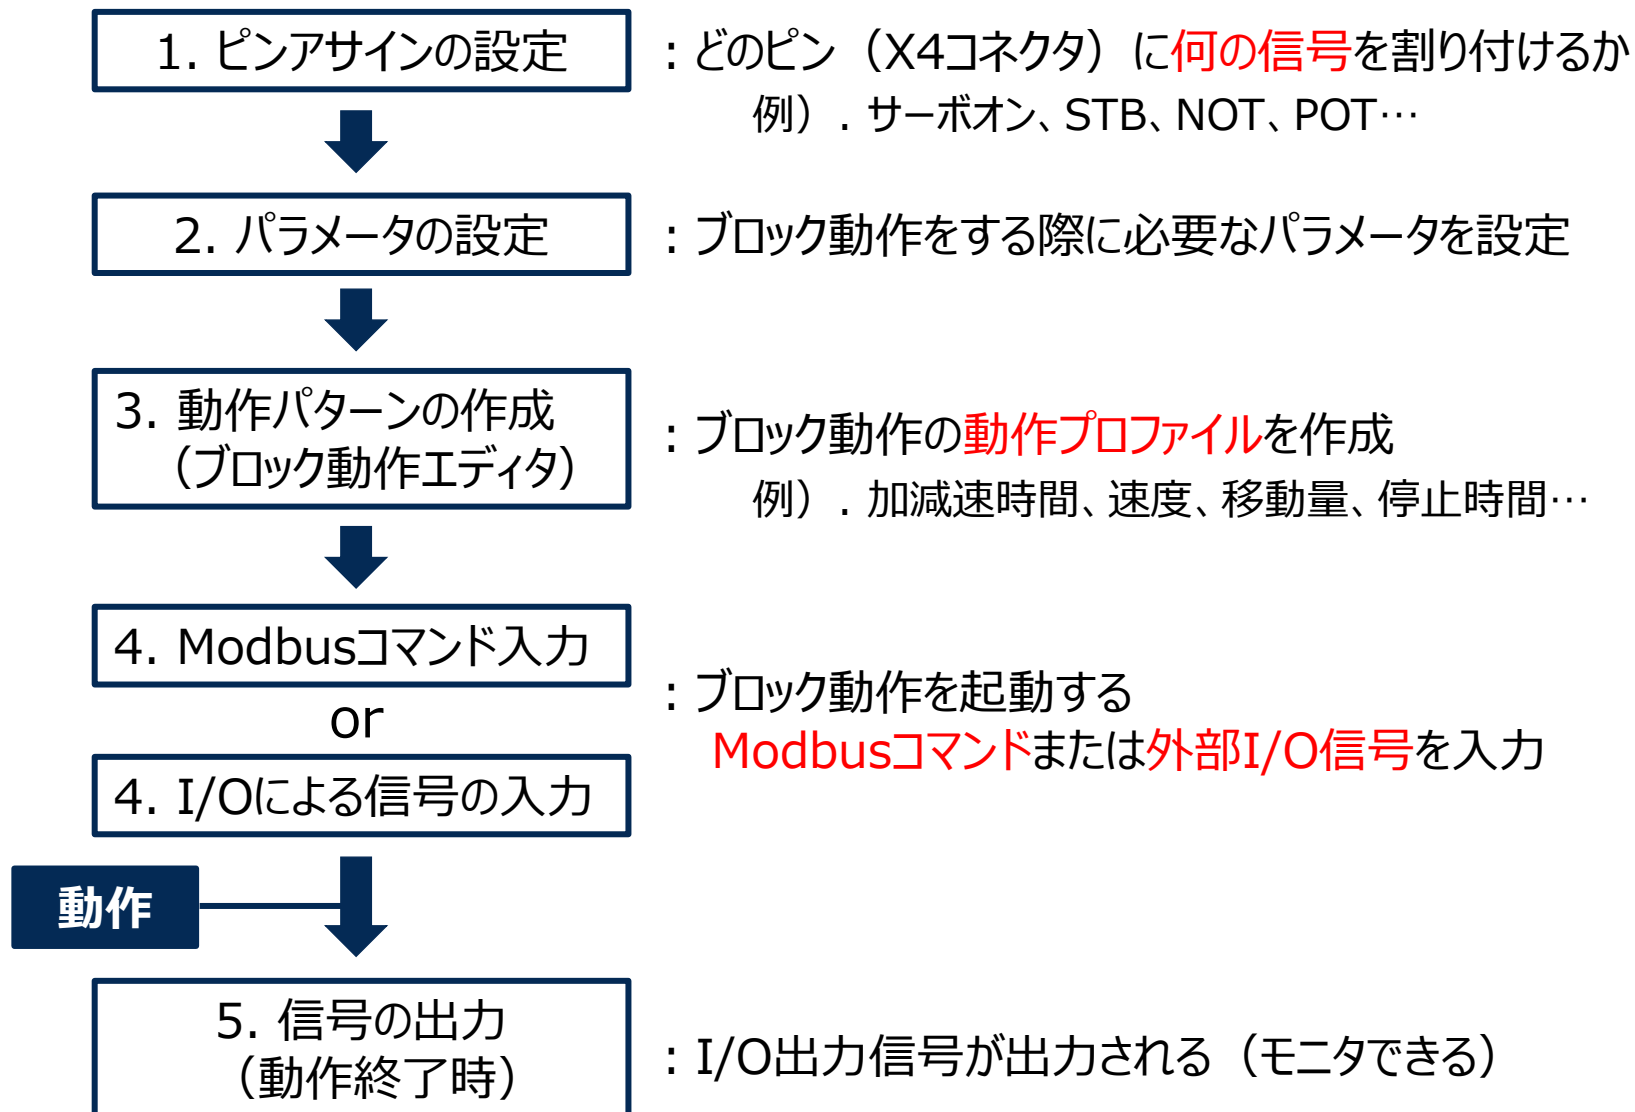 1. ピンアサインの設定
：どのピン（X4コネクタ）に何の信号を割り付けるか
例）. サーボオン、STB、NOT、POT…
2. パラメータの設定
：ブロック動作をする際に必要なパラメータを設定
3. 動作パターンの作成
（ブロック動作エディタ）
：ブロック動作の動作プロファイルを作成
例）. 加減速時間、速度、移動量、停止時間…
4. Modbusコマンド入力
or
4. I/Oによる信号の入力
：ブロック動作を起動する
Modbusコマンドまたは外部I/O信号を入力
動作
5. 信号の出力
（動作終了時）
：I/O出力信号が出力される（モニタできる）